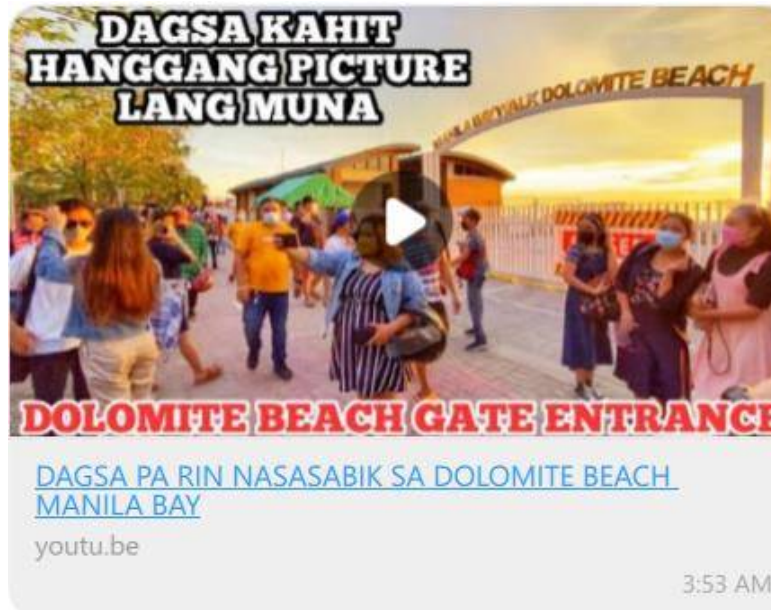 DAGSA KAHIT
HANGGANG PICTURE
LANG MUNA
MANILA BAYWALK DOLOMITE BEACH
DOLOMITE BEACH GATE ENTRANCE
DAGSA PA RIN NASASABIK SA DOLOMITE BEACH
MANILA BAY
youtu.be
3:53 AM